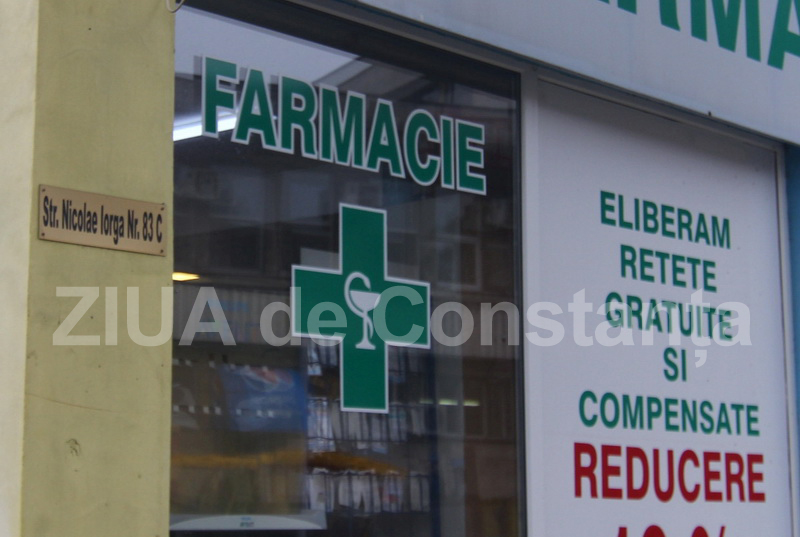 FARMACIE
Str. Nicolae Iorga Nr. 83 C
ZIUA de Constanța
ELIBERAM
RETETE
GRATUITE
SI
COMPENSATE
REDUCERE